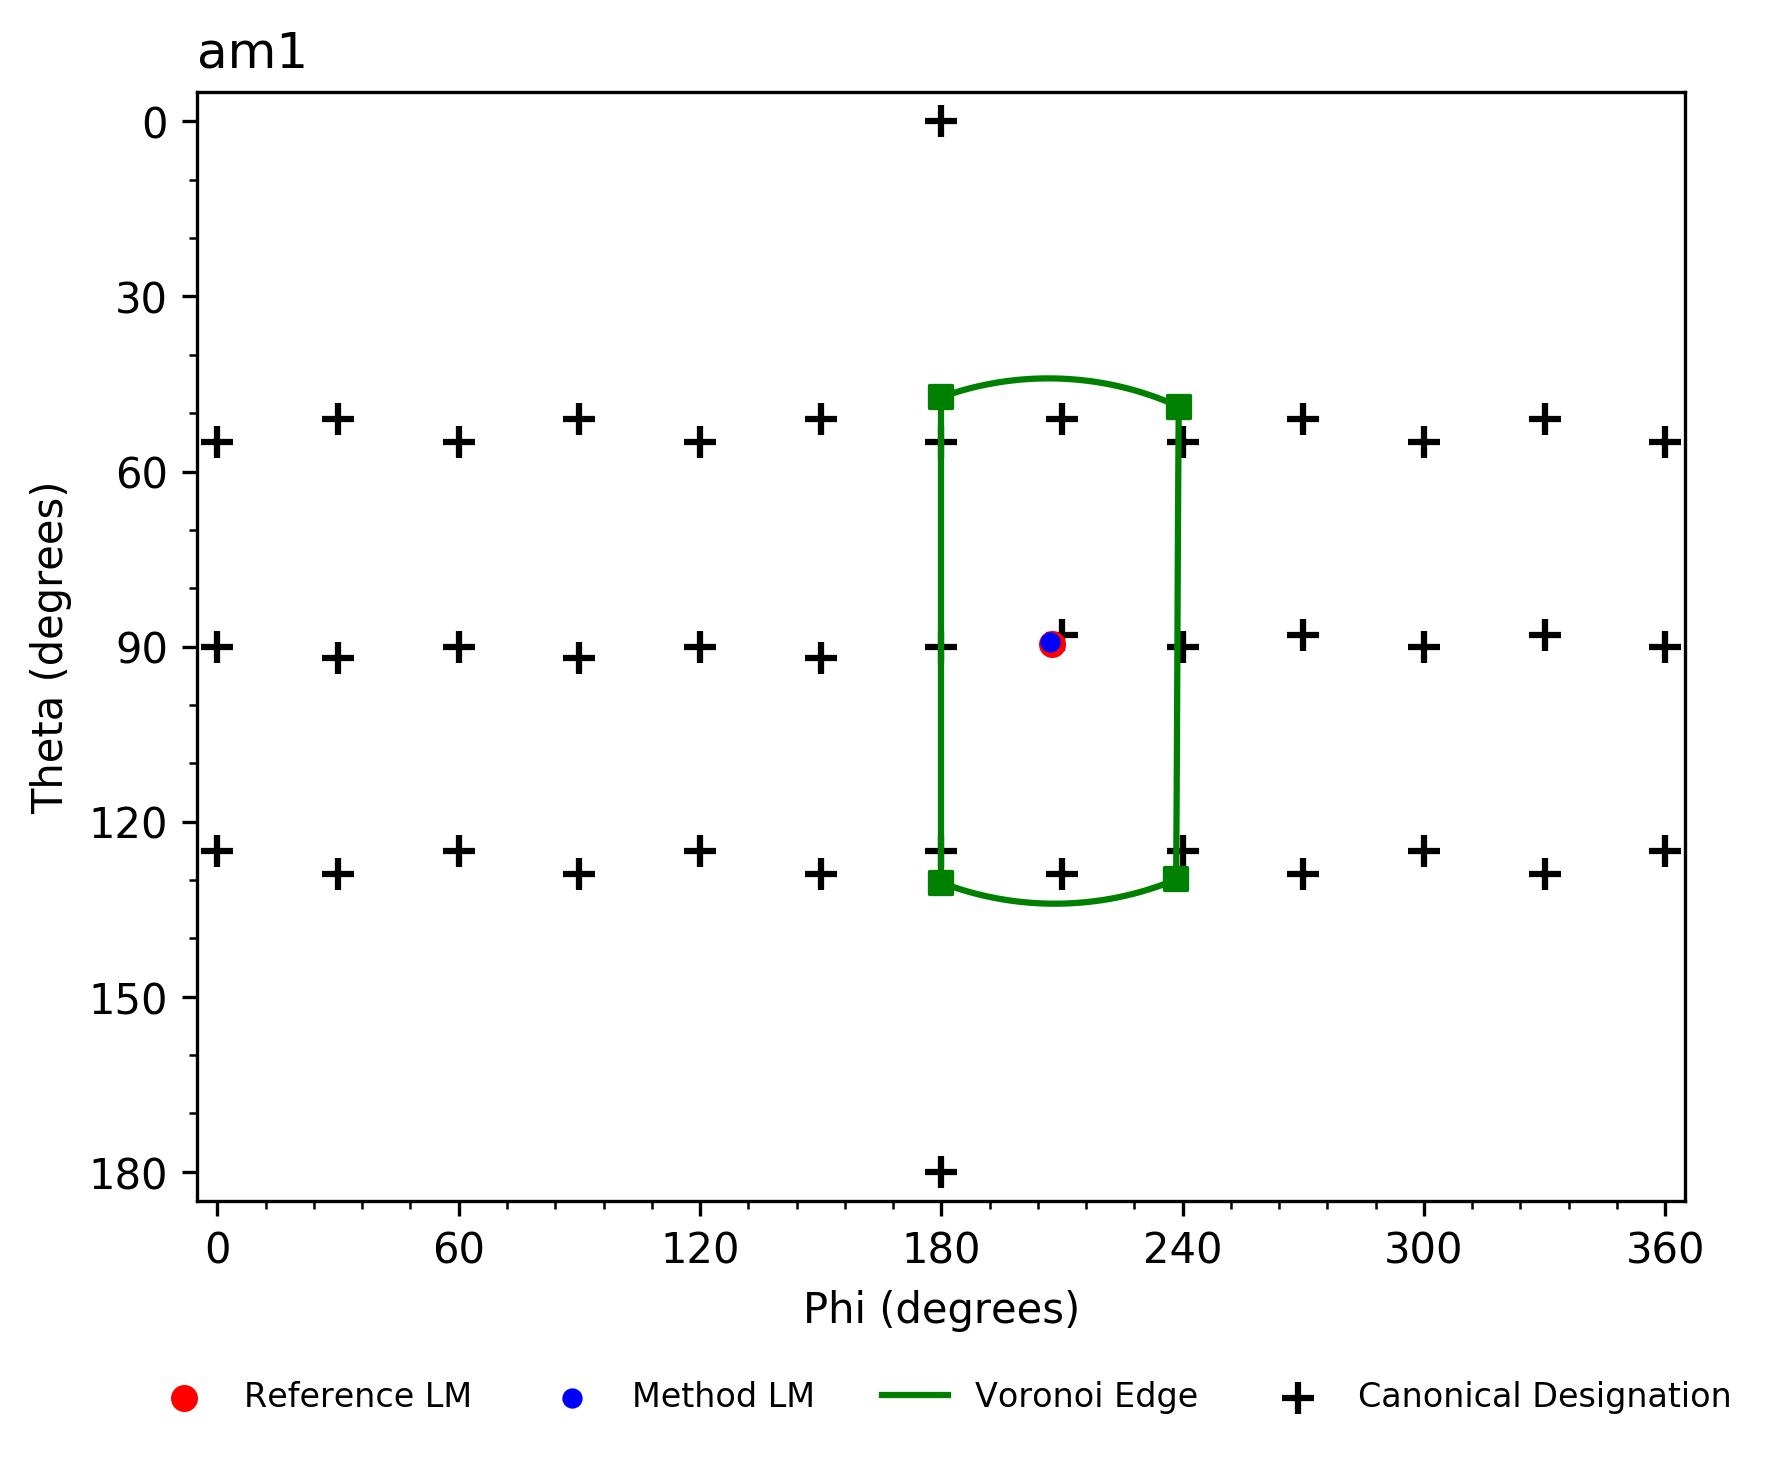 am1
0
30
60
90
120
150
180
Theta (degrees)
0 60 120 180 240 300 360
Phi (degrees)
Reference LM Method LM Voronoi Edge Canonical Designation